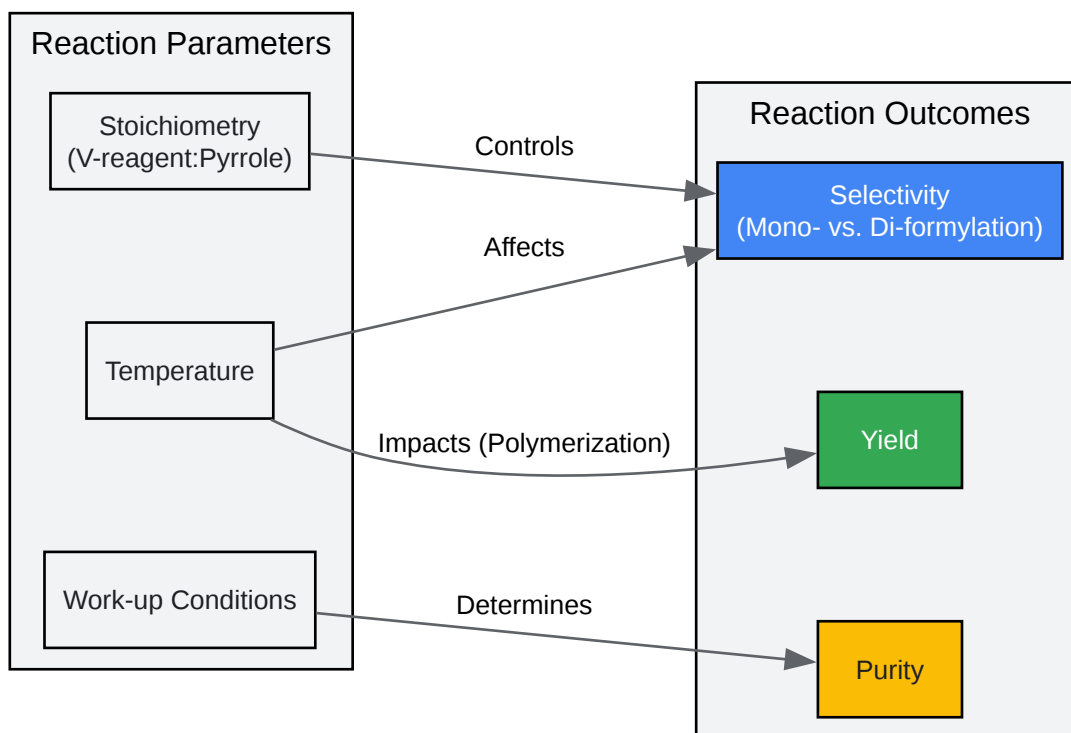 Reaction Parameters
Stoichiometry
(V-reagent:Pyrrole)
Temperature
Work-up Conditions
Controls
Affects
Impacts (Polymerization)
Determines
Reaction Outcomes
Selectivity
(Mono- vs. Di-formylation)
Yield
Purity